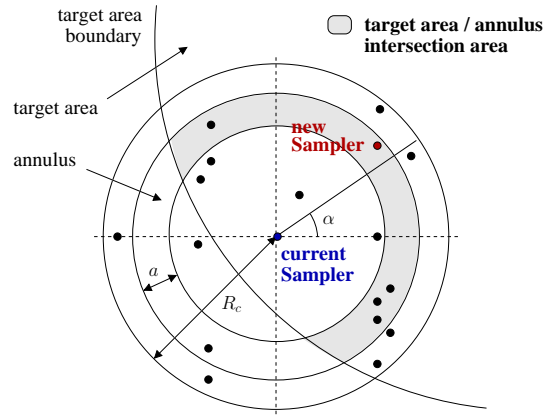 target area
boundary
target area / annulus
intersection area
target area
new
Sampler
annulus
α
current
Sampler
a
R_c